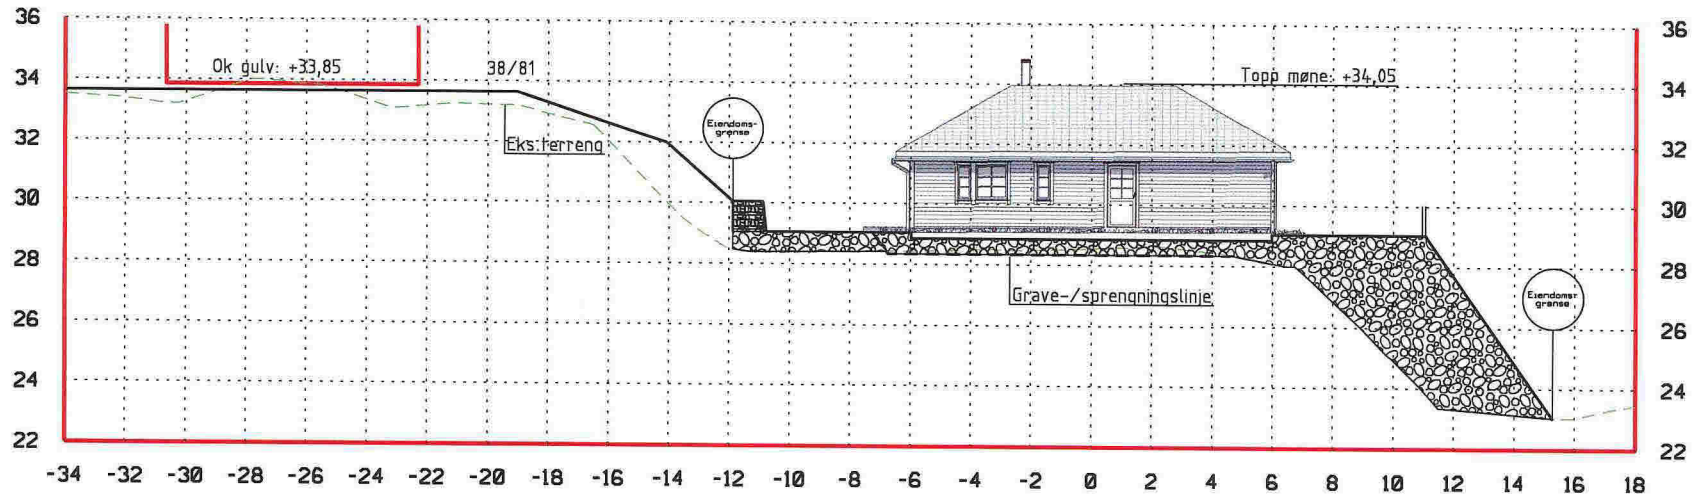 36
34
32
30
28
26
24
22
Ok gulv: +33,85
38/81
Eks.terreng
Eiendoms-
grense
Topp møne: +34,05
Grave-/sprengningslinje
Eiendoms-
grense
36
34
32
30
28
26
24
22
-34 -32 -30 -28 -26 -24 -22 -20 -18 -16 -14 -12 -10 -8 -6 -4 -2 0 2 4 6 8 10 12 14 16 18